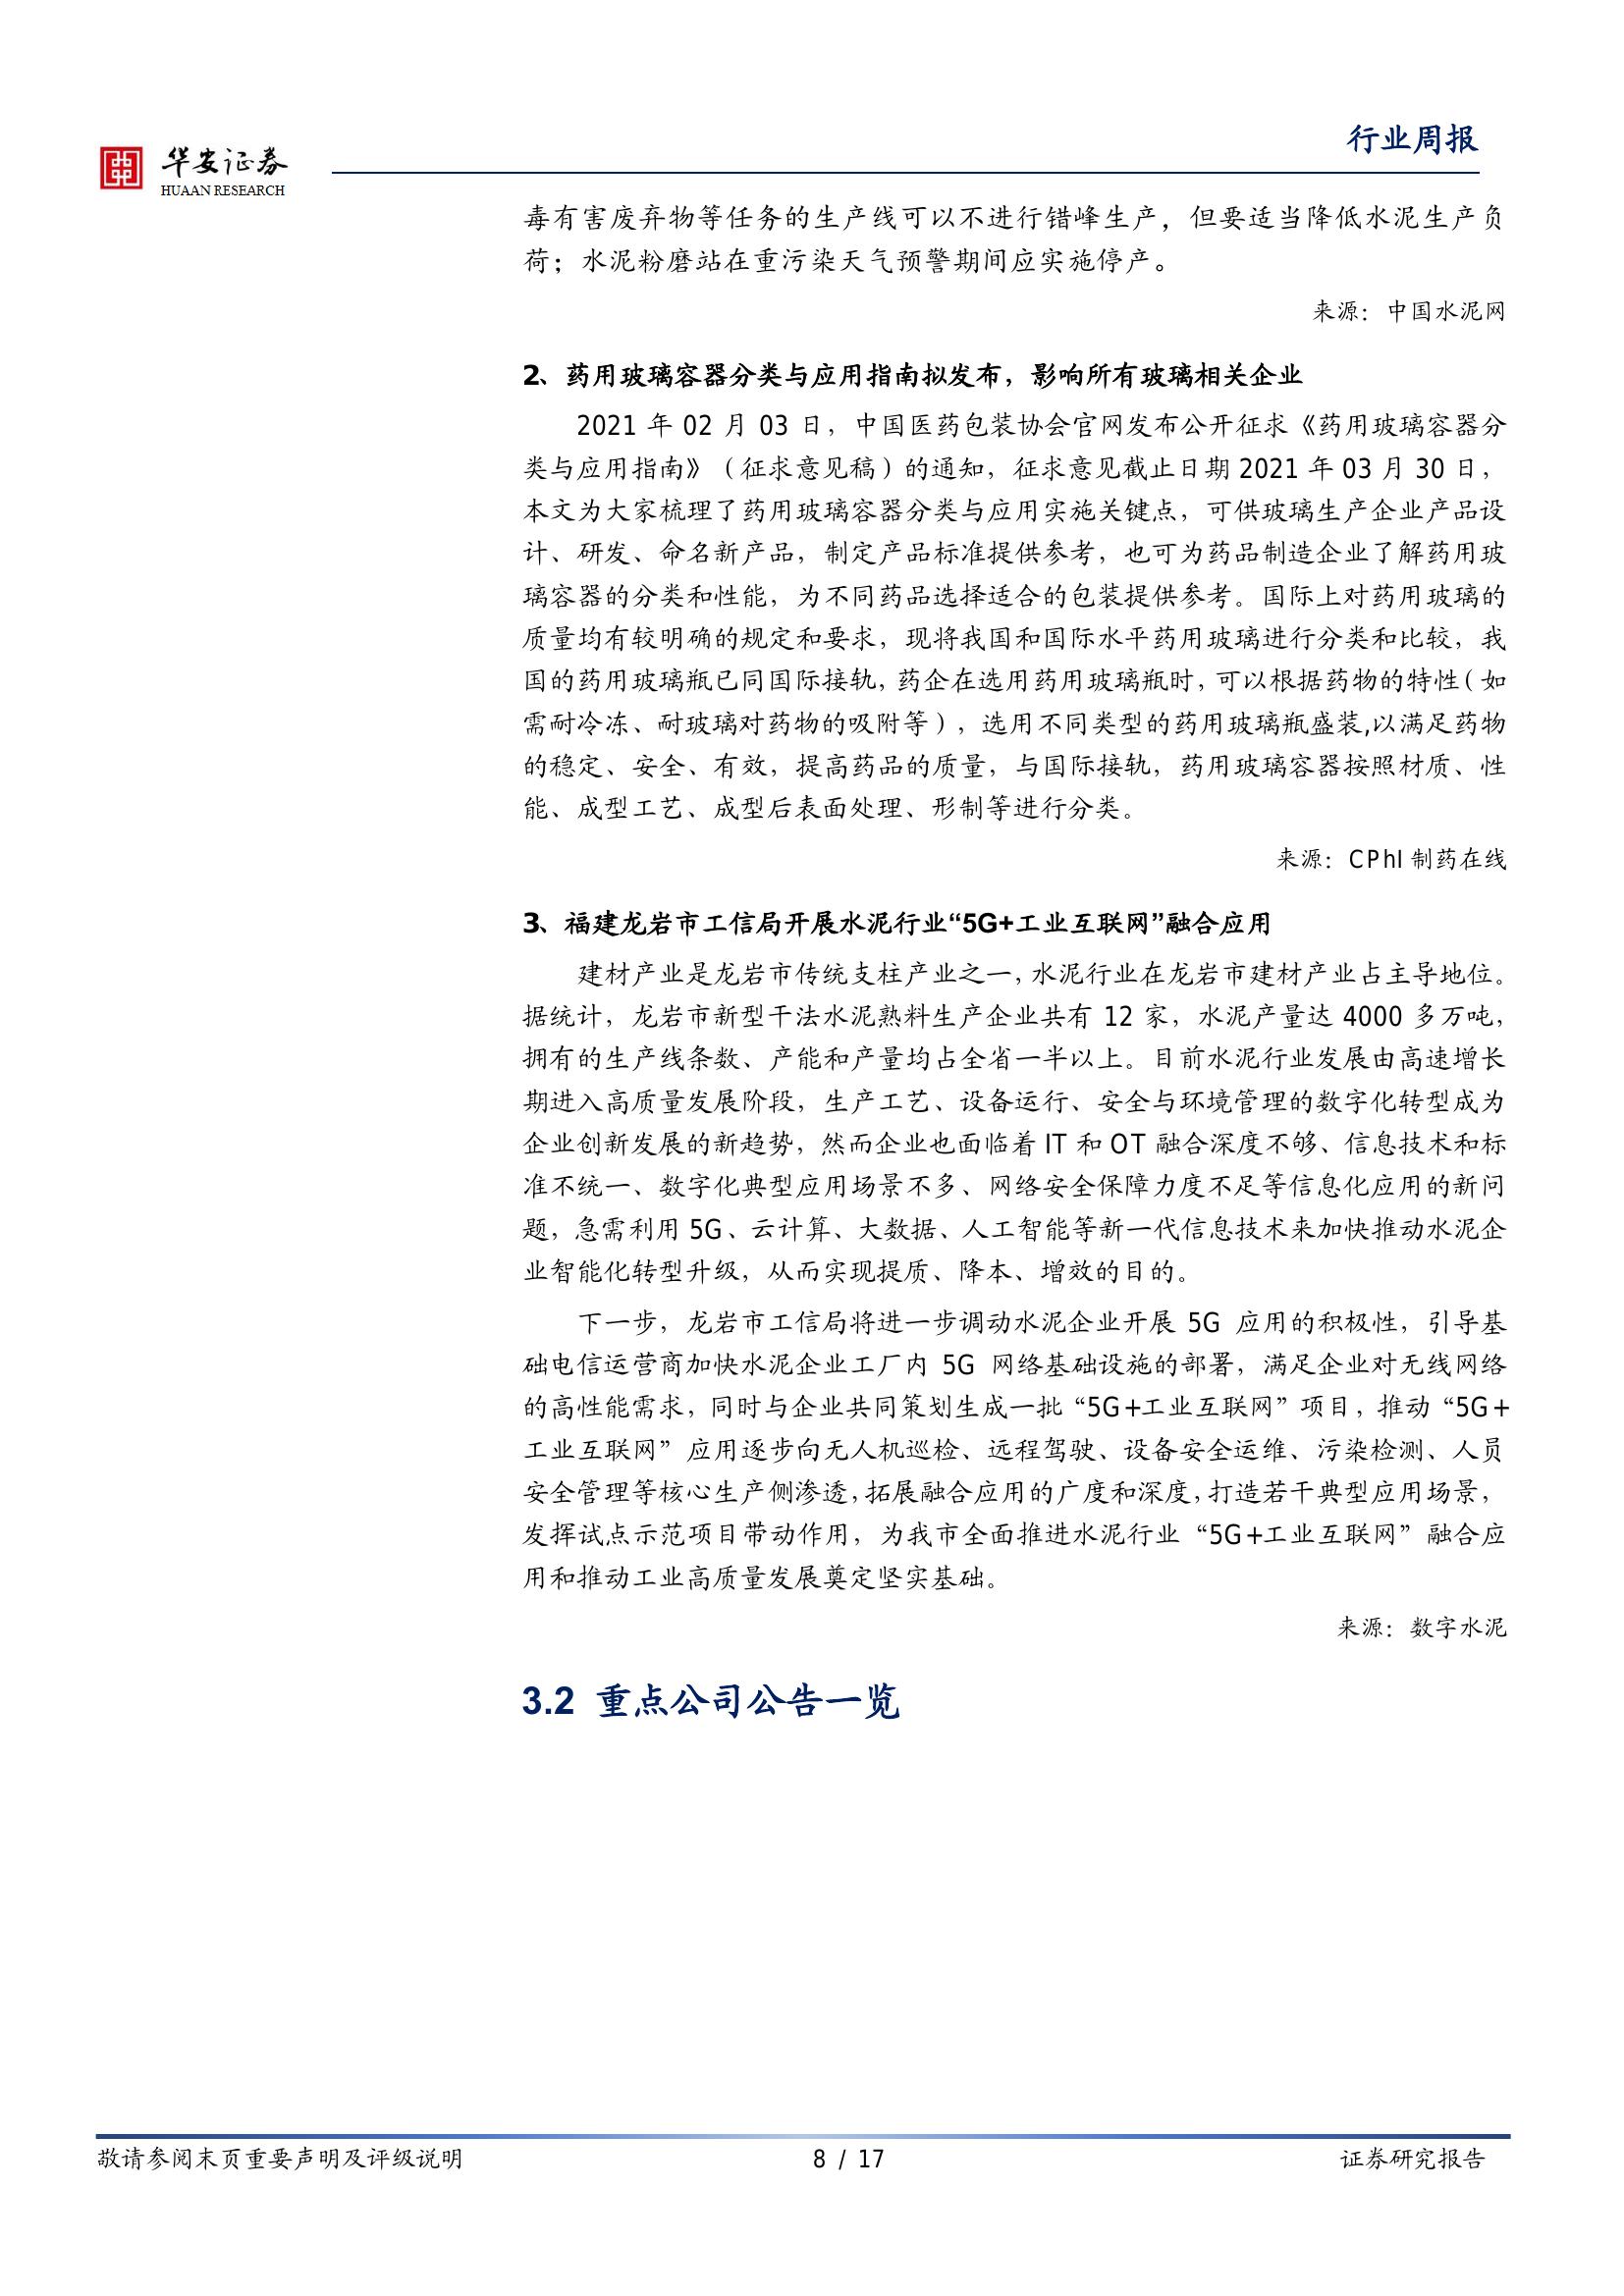 行业周报
华安证券
HUAAN RESEARCH
毒有害废弃物等任务的生产线可以不进行错峰生产，但要适当降低水泥生产负
荷；水泥粉磨站在重污染天气预警期间应实施停产。
来源：中国水泥网
2、药用玻璃容器分类与应用指南拟发布，影响所有玻璃相关企业
2021 年 02 月 03 日，中国医药包装协会官网发布公开征求《药用玻璃容器分
类与应用指南》（征求意见稿）的通知，征求意见截止日期 2021 年 03 月 30 日，
本文为大家梳理了药用玻璃容器分类与应用实施关键点，可供玻璃生产企业产品设
计、研发、命名新产品，制定产品标准提供参考，也可为药品制造企业了解药用玻
璃容器的分类和性能，为不同药品选择适合的包装提供参考。国际上对药用玻璃的
质量均有较明确的规定和要求，现将我国和国际水平药用玻璃进行分类和比较，我
国的药用玻璃瓶已同国际接轨，药企在选用药用玻璃瓶时，可以根据药物的特性（如
需耐冷冻、耐玻璃对药物的吸附等），选用不同类型的药用玻璃瓶盛装,以满足药物
的稳定、安全、有效，提高药品的质量，与国际接轨，药用玻璃容器按照材质、性
能、成型工艺、成型后表面处理、形制等进行分类。
来源：CPhI 制药在线
3、福建龙岩市工信局开展水泥行业“5G+工业互联网”融合应用
建材产业是龙岩市传统支柱产业之一，水泥行业在龙岩市建材产业占主导地位。
据统计，龙岩市新型干法水泥熟料生产企业共有 12 家，水泥产量达 4000 多万吨，
拥有的生产线条数、产能和产量均占全省一半以上。目前水泥行业发展由高速增长
期进入高质量发展阶段，生产工艺、设备运行、安全与环境管理的数字化转型成为
企业创新发展的新趋势，然而企业也面临着 IT 和 OT 融合深度不够、信息技术和标
准不统一、数字化典型应用场景不多、网络安全保障力度不足等信息化应用的新问
题，急需利用 5G、云计算、大数据、人工智能等新一代信息技术来加快推动水泥企
业智能化转型升级，从而实现提质、降本、增效的目的。
下一步，龙岩市工信局将进一步调动水泥企业开展 5G 应用的积极性，引导基
础电信运营商加快水泥企业工厂内 5G 网络基础设施的部署，满足企业对无线网络
的高性能需求，同时与企业共同策划生成一批“5G+工业互联网”项目，推动“5G+
工业互联网”应用逐步向无人机巡检、远程驾驶、设备安全运维、污染检测、人员
安全管理等核心生产侧渗透，拓展融合应用的广度和深度，打造若干典型应用场景，
发挥试点示范项目带动作用，为我市全面推进水泥行业“5G+工业互联网”融合应
用和推动工业高质量发展奠定坚实基础。
来源：数字水泥
3.2 重点公司公告一览
敬请参阅末页重要声明及评级说明
8 / 17
证券研究报告